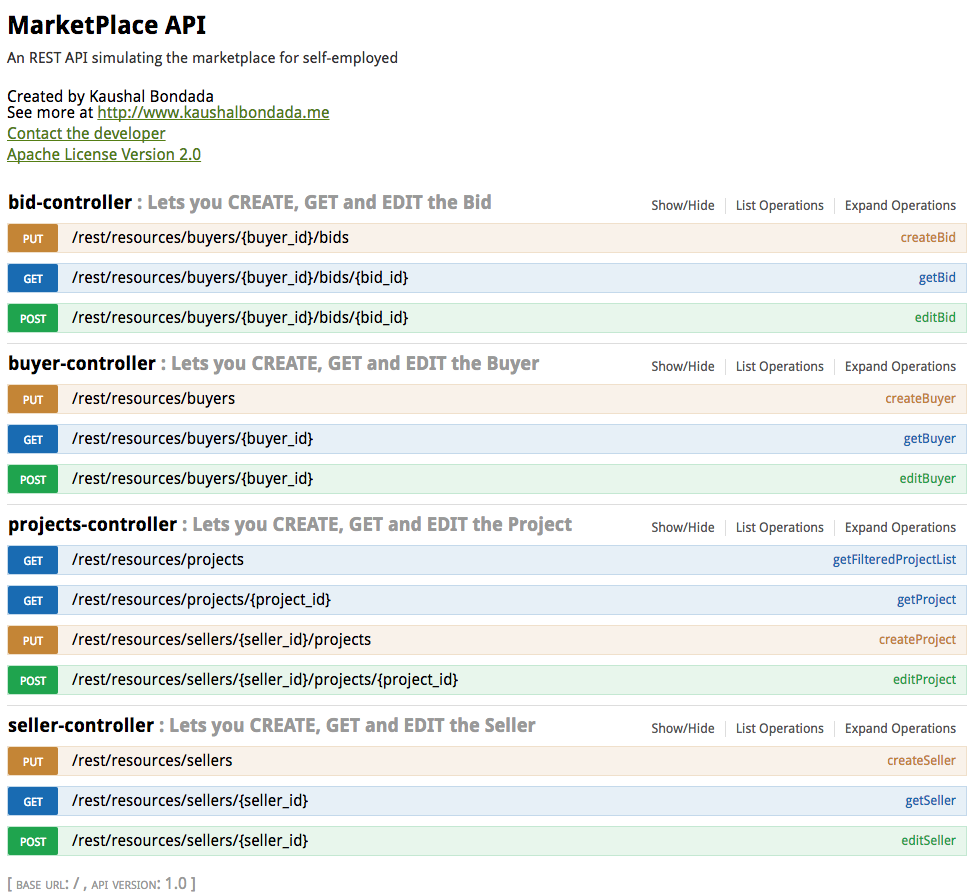 MarketPlace API
An REST API simulating the marketplace for self-employed
Created by Kaushal Bondada
See more at http://www.kaushalbondada.me
Contact the developer
Apache License Version 2.0
bid-controller : Lets you CREATE, GET and EDIT the Bid Show/Hide List Operations Expand Operations
PUT /rest/resources/buyers/{buyer_id}/bids createBid
GET /rest/resources/buyers/{buyer_id}/bids/{bid_id} getBid
POST /rest/resources/buyers/{buyer_id}/bids/{bid_id} editBid
buyer-controller : Lets you CREATE, GET and EDIT the Buyer Show/Hide List Operations Expand Operations
PUT /rest/resources/buyers createBuyer
GET /rest/resources/buyers/{buyer_id} getBuyer
POST /rest/resources/buyers/{buyer_id} editBuyer
projects-controller : Lets you CREATE, GET and EDIT the Project Show/Hide List Operations Expand Operations
GET /rest/resources/projects getFilteredProjectList
GET /rest/resources/projects/{project_id} getProject
PUT /rest/resources/sellers/{seller_id}/projects createProject
POST /rest/resources/sellers/{seller_id}/projects/{project_id} editProject
seller-controller : Lets you CREATE, GET and EDIT the Seller Show/Hide List Operations Expand Operations
PUT /rest/resources/sellers createSeller
GET /rest/resources/sellers/{seller_id} getSeller
POST /rest/resources/sellers/{seller_id} editSeller
[ BASE URL: / , API VERSION: 1.0 ]